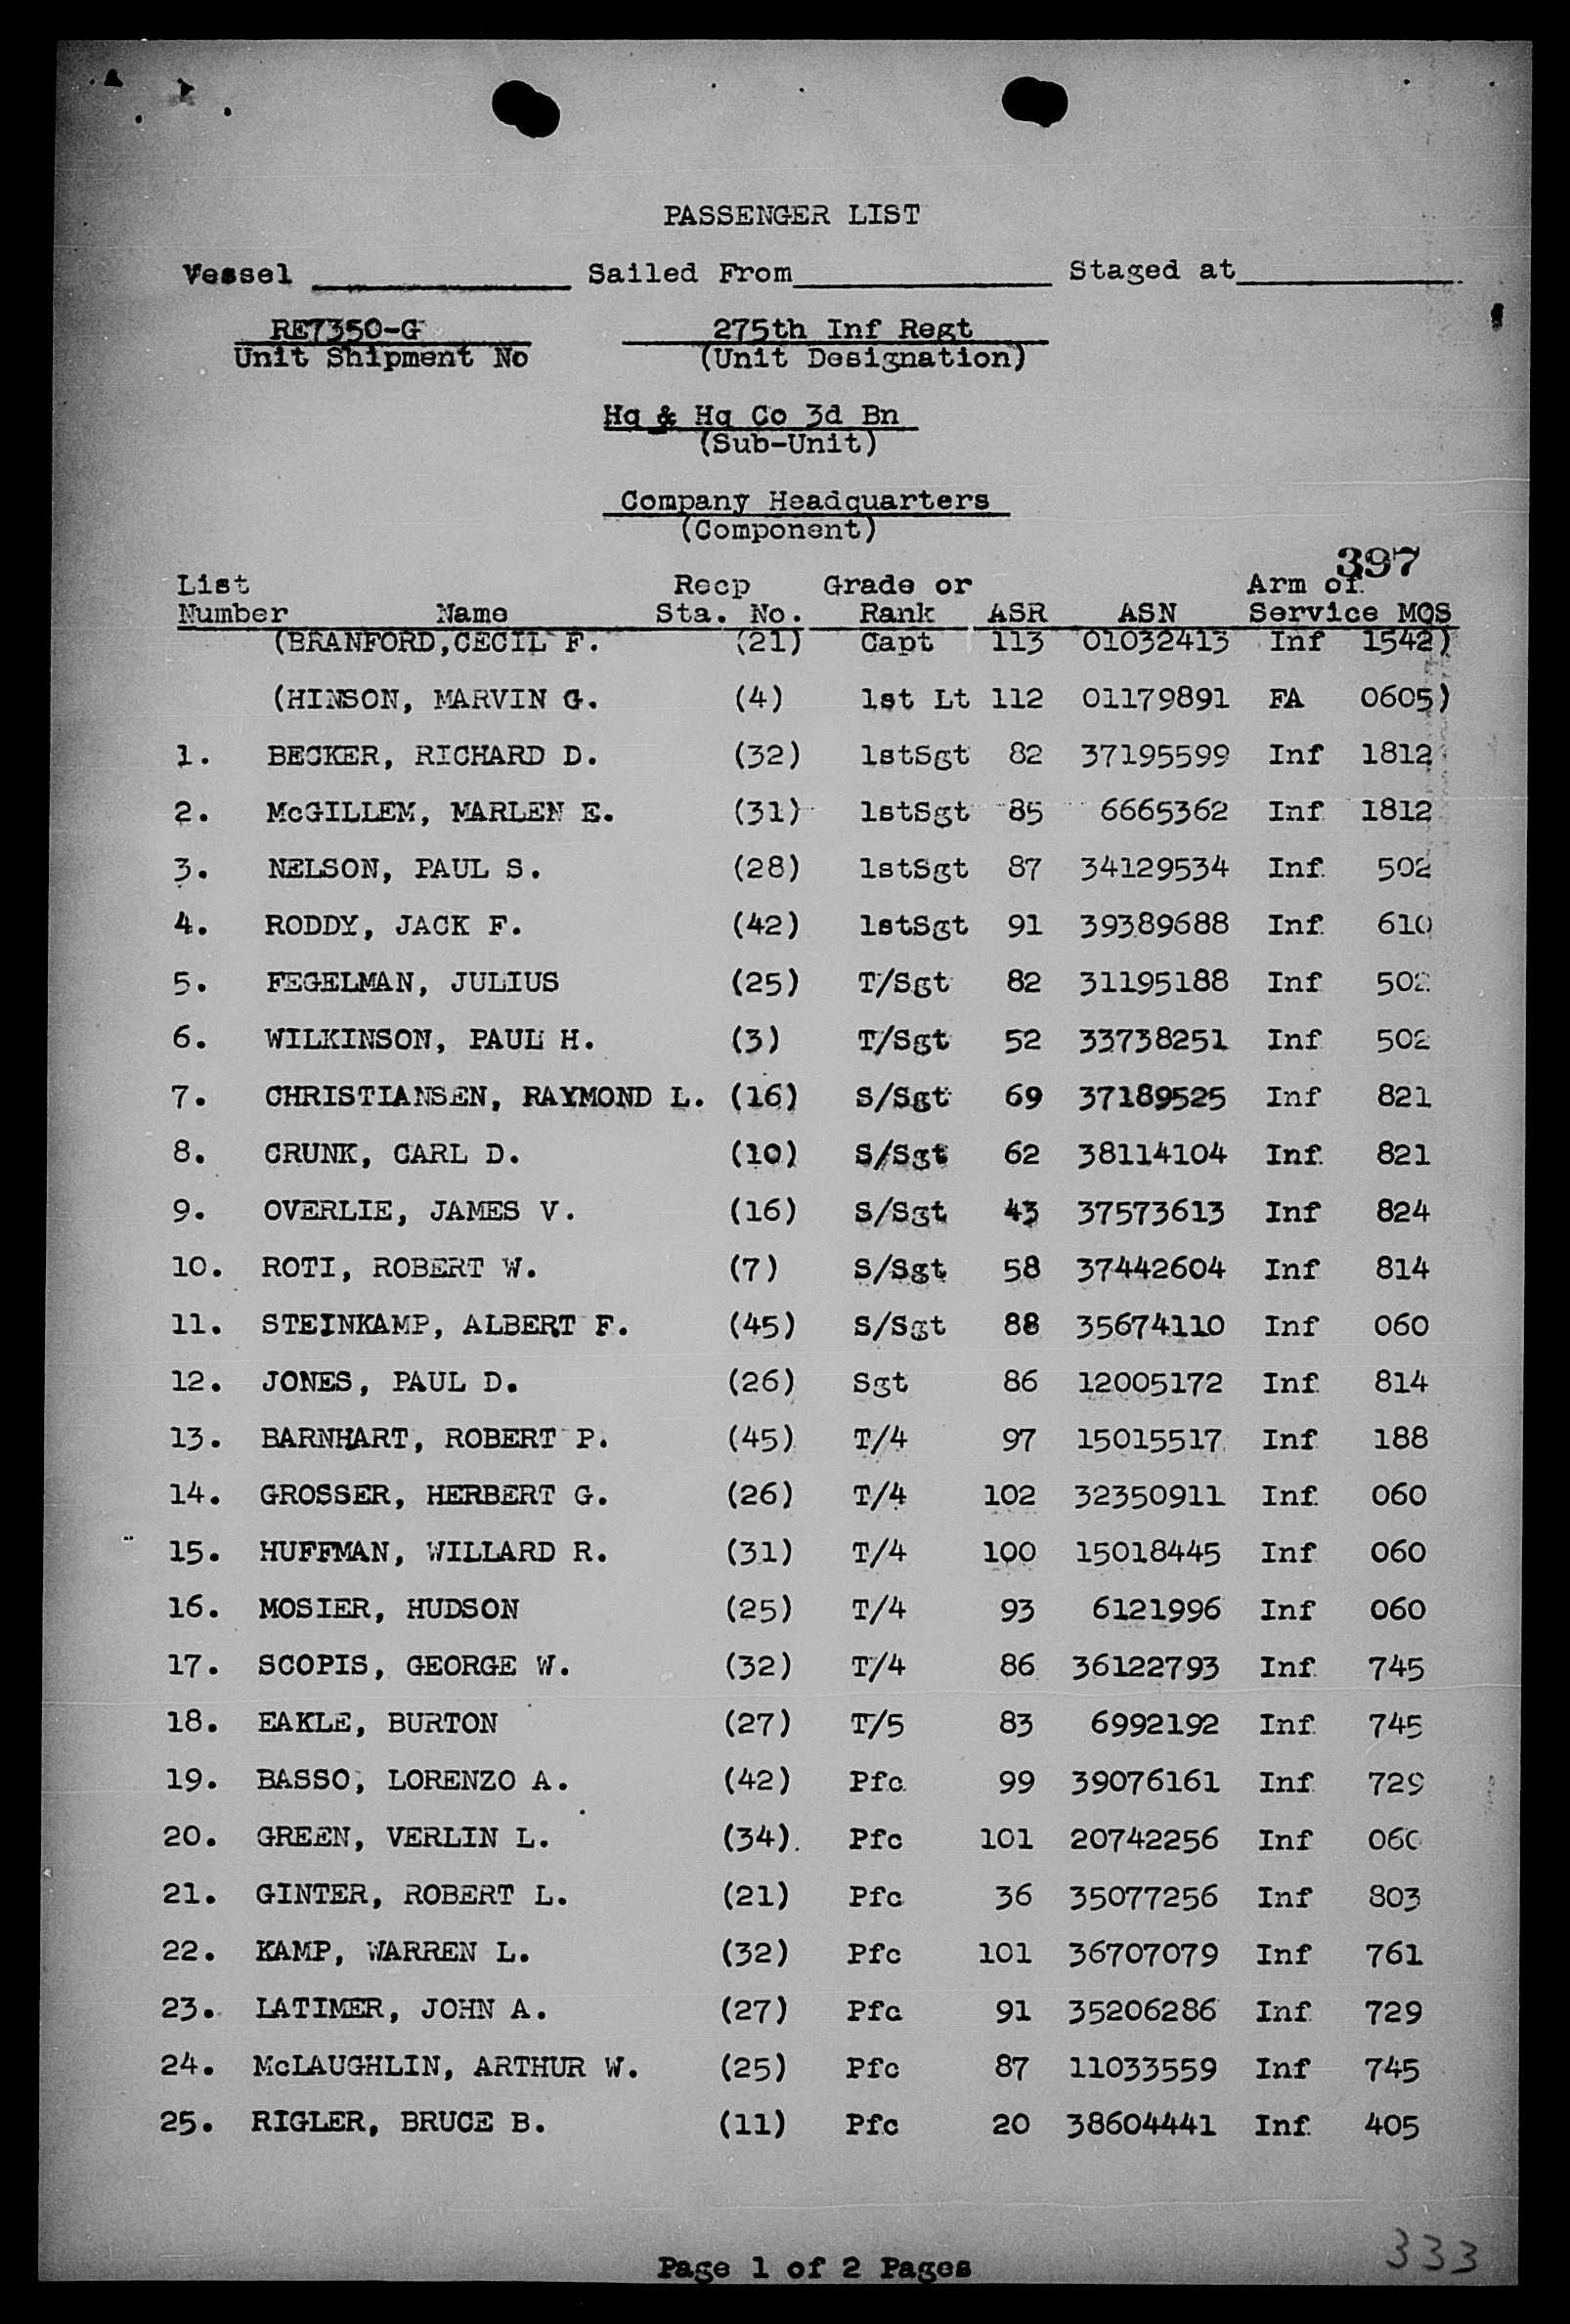 PASSENGER LIST
Vessel ______________ Sailed From______________ Staged at____________
RE7350-G 275th Inf Regt
Unit Shipment No (Unit Designation)
Hq & Hq Co 3d Bn
(Sub-Unit)
Company Headquarters
(Component)
397
List Recp Grade or Arm of
Number Name Sta. No. Rank ASR ASN Service MOS
(BRANFORD,CECIL F. (21) Capt 113 01032413 Inf 1542)
(HINSON, MARVIN G. (4) 1st Lt 112 01179891 FA 0605)
1. BECKER, RICHARD D. (32) 1stSgt 82 37195599 Inf 1812
2. McGILLEM, MARLEN E. (31) 1stSgt 85 6665362 Inf 1812
3. NELSON, PAUL S. (28) 1stSgt 87 34129534 Inf 502
4. RODDY, JACK F. (42) 1stSgt 91 39389688 Inf 610
5. FEGELMAN, JULIUS (25) T/Sgt 82 31195188 Inf 502
6. WILKINSON, PAUL H. (3) T/Sgt 52 33738251 Inf 502
7. CHRISTIANSEN, RAYMOND L. (16) S/Sgt 69 37189525 Inf 821
8. CRUNK, CARL D. (10) S/Sgt 62 38114104 Inf 821
9. OVERLIE, JAMES V. (16) S/Sgt 43 37573613 Inf 824
10. ROTI, ROBERT W. (7) S/Sgt 58 37442604 Inf 814
11. STEINKAMP, ALBERT F. (45) S/Sgt 88 35674110 Inf 060
12. JONES, PAUL D. (26) Sgt 86 12005172 Inf 814
13. BARNHART, ROBERT P. (45) T/4 97 15015517 Inf 188
14. GROSSER, HERBERT G. (26) T/4 102 32350911 Inf 060
15. HUFFMAN, WILLARD R. (31) T/4 100 15018445 Inf 060
16. MOSIER, HUDSON (25) T/4 93 6121996 Inf 060
17. SCOPIS, GEORGE W. (32) T/4 86 36122793 Inf 745
18. EAKLE, BURTON (27) T/5 83 6992192 Inf 745
19. BASSO, LORENZO A. (42) Pfc 99 39076161 Inf 729
20. GREEN, VERLIN L. (34) Pfc 101 20742256 Inf 060
21. GINTER, ROBERT L. (21) Pfc 36 35077256 Inf 803
22. KAMP, WARREN L. (32) Pfc 101 36707079 Inf 761
23. LATIMER, JOHN A. (27) Pfc 91 35206286 Inf 729
24. McLAUGHLIN, ARTHUR W. (25) Pfc 87 11033559 Inf 745
25. RIGLER, BRUCE B. (11) Pfc 20 38604441 Inf 405
333
Page 1 of 2 Pages